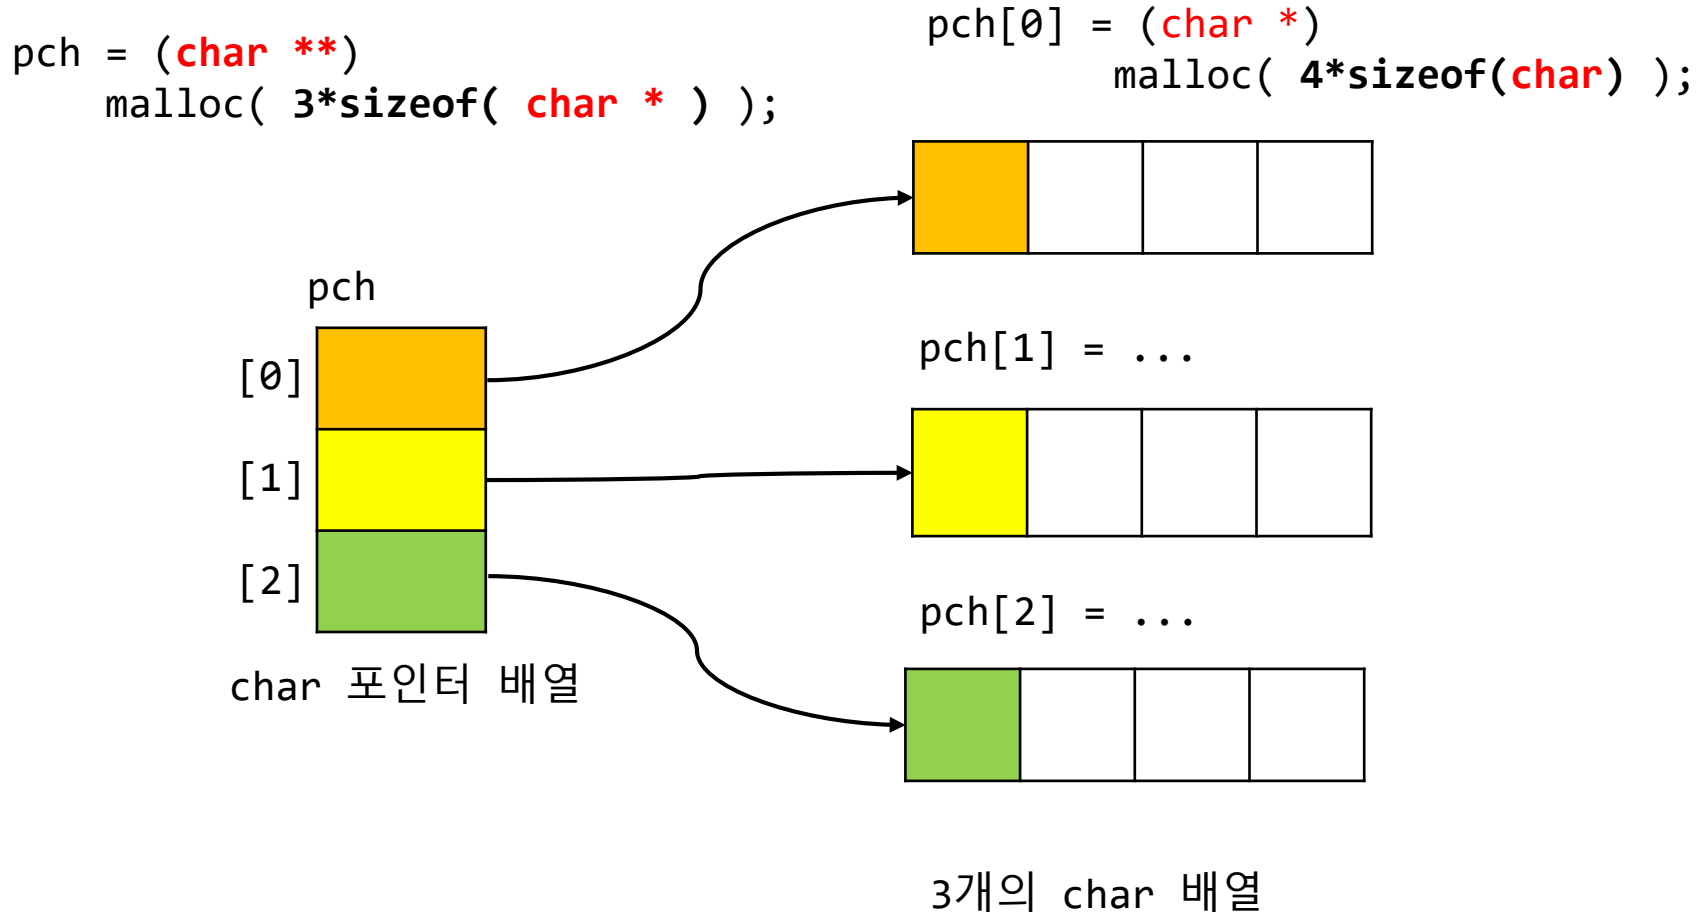 pch = (char **)
malloc( 3*sizeof( char * ) );
pch[0] = (char *)
malloc( 4*sizeof(char) );
pch
[0]
[1]
[2]
char 포인터 배열
pch[1] = ...
pch[2] = ...
3개의 char 배열